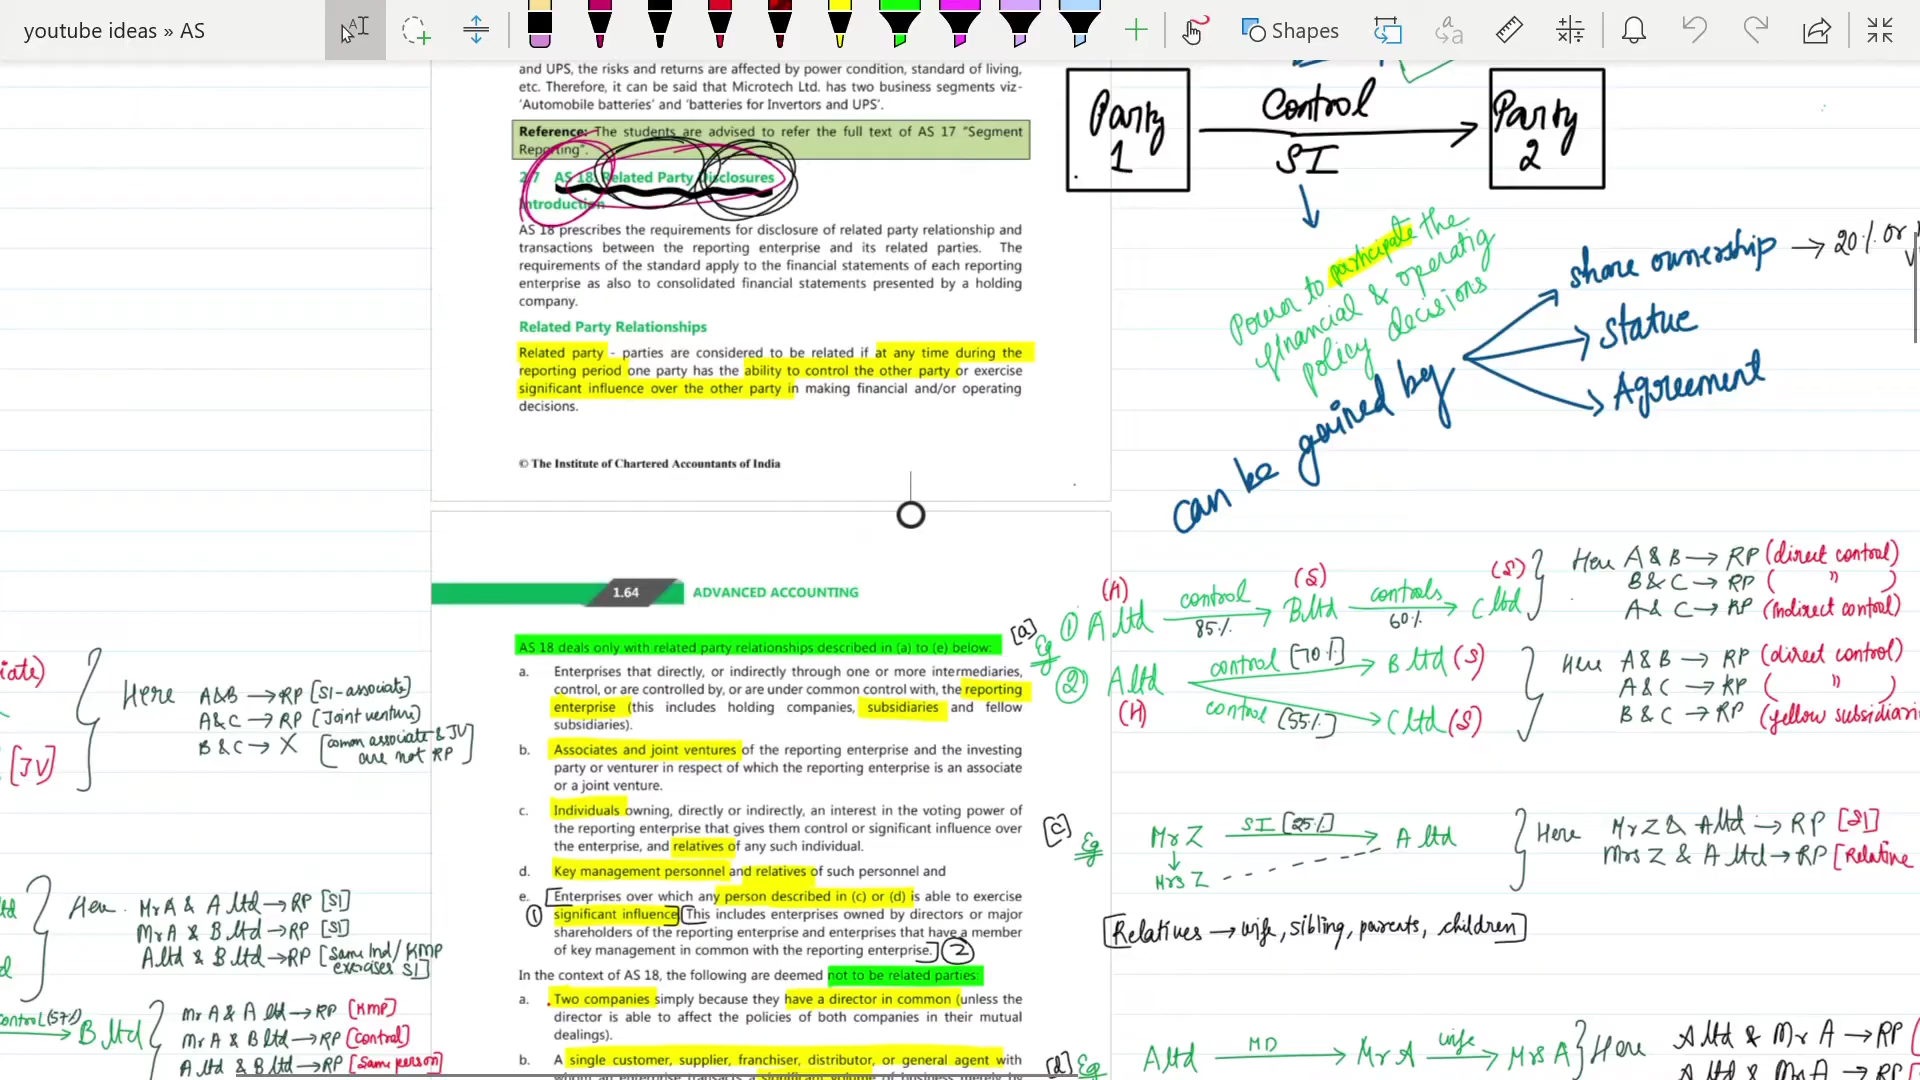 youtube ideas » AS
Shapes
and UPS, the risks and returns are affected by power condition, standard of living,
etc. Therefore, it can be said that Microtech Ltd. has two business segments viz-
'Automobile batteries' and 'batteries for Invertors and UPS'.
Reference: The students are advised to refer the full text of AS 17 "Segment
Reporting".
2.7 AS 18: Related Party Disclosures
Introduction
AS 18 prescribes the requirements for disclosure of related party relationship and
transactions between the reporting enterprise and its related parties. The
requirements of the standard apply to the financial statements of each reporting
enterprise as also to consolidated financial statements presented by a holding
company.
Related Party Relationships
Related party - parties are considered to be related if at any time during the
reporting period one party has the ability to control the other party or exercise
significant influence over the other party in making financial and/or operating
decisions.
© The Institute of Chartered Accountants of India
1.64 ADVANCED ACCOUNTING
AS 18 deals only with related party relationships described in (a) to (e) below:
a. Enterprises that directly, or indirectly through one or more intermediaries,
control, or are controlled by, or are under common control with, the reporting
enterprise (this includes holding companies, subsidiaries and fellow
subsidiaries).
b. Associates and joint ventures of the reporting enterprise and the investing
party or venturer in respect of which the reporting enterprise is an associate
or a joint venture.
c. Individuals owning, directly or indirectly, an interest in the voting power of
the reporting enterprise that gives them control or significant influence over
the enterprise, and relatives of any such individual.
d. Key management personnel and relatives of such personnel and
e. Enterprises over which any person described in (c) or (d) is able to exercise
① significant influence This includes enterprises owned by directors or major
shareholders of the reporting enterprise and enterprises that have a member
of key management in common with the reporting enterprise. ②
In the context of AS 18, the following are deemed not to be related parties:
a. Two companies simply because they have a director in common (unless the
director is able to affect the policies of both companies in their mutual
dealings).
b. A single customer, supplier, franchiser, distributor, or general agent with
Party 1
Control
SI
Party 2
Power to participate the
financial & operatig
policy decisions
can be gained by
share ownership → 20% or
Statue
Agreement
[a] Eg
① (H) A ltd control 85% (S) B ltd controls 60% (S) C ltd
Here A & B → RP (direct control)
B & C → RP ( " )
A & C → RP (Indirect control)
② A ltd (H) control [70%] B ltd (S)
control [55%] C ltd (S)
Here A & B → RP (direct control)
A & C → RP ( " )
B & C → RP
[c] Eg
Mr Z SI [25%] A ltd
Mrs Z
Here Mr Z & A ltd → RP [SI]
Mrs Z & A ltd → RP [Relative
[Relatives → wife, sibling, parents, children]
[d] Eg
A ltd MD → Mr A wife → Mrs A
Here A ltd & Mr A → RP
A ltd & Mrs A → RP
iate)
[JV]
Here A&B → RP [SI-associate]
A&C → RP [Joint venture]
B & C → X [common associate & JV
are not RP]
ltd
Here Mr A & A ltd → RP [SI]
Mr A & B ltd → RP [SI]
A ltd & B ltd → RP [Same Ind/KMP
exercises SI]
control (57%) B ltd
Mr A & A ltd → RP [KMP]
Mr A & B ltd → RP [Control]
A ltd & B ltd → RP [Same person]